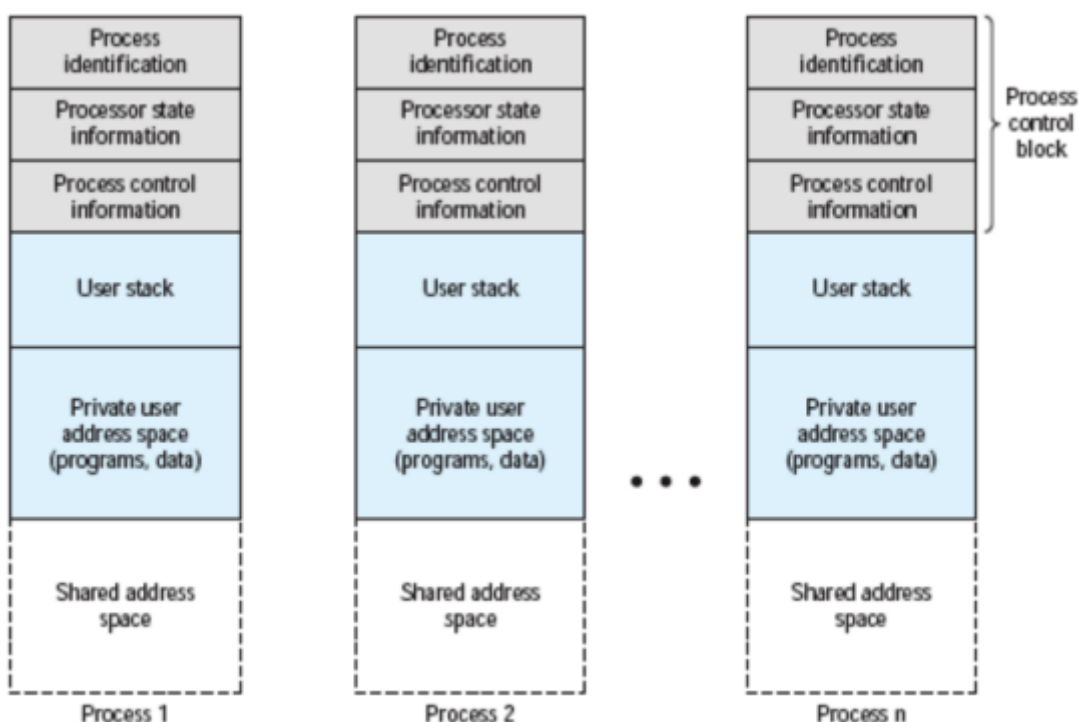 Process
identification
Processor state
information
Process control
information
User stack
Private user
address space
(programs, data)
Shared address
space
Process 1
Process
identification
Processor state
information
Process control
information
User stack
Private user
address space
(programs, data)
Shared address
space
Process 2
• • •
Process
identification
Processor state
information
Process control
information
User stack
Private user
address space
(programs, data)
Shared address
space
Process n
Process
control
block